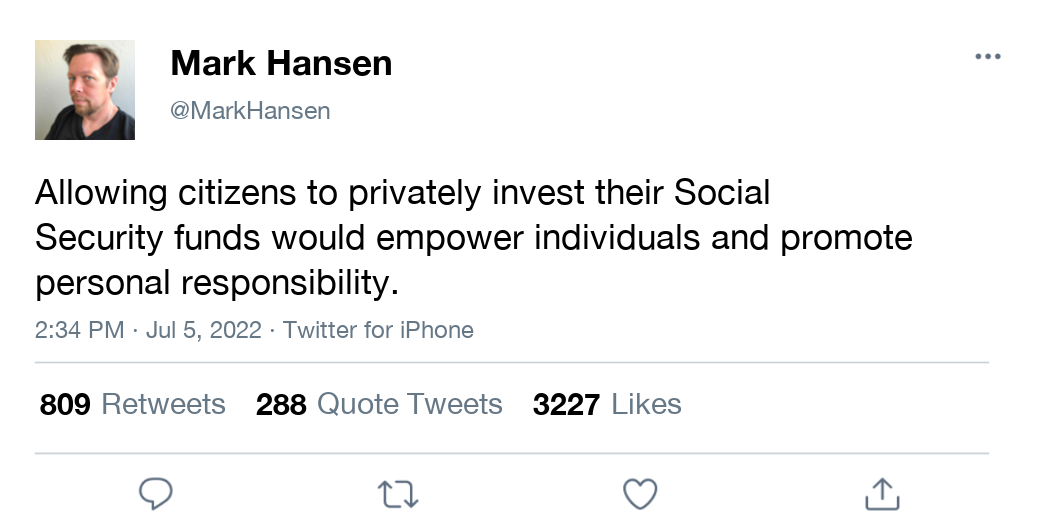 Mark Hansen
@MarkHansen
Allowing citizens to privately invest their Social
Security funds would empower individuals and promote
personal responsibility.
2:34 PM · Jul 5, 2022 · Twitter for iPhone
809 Retweets 288 Quote Tweets 3227 Likes